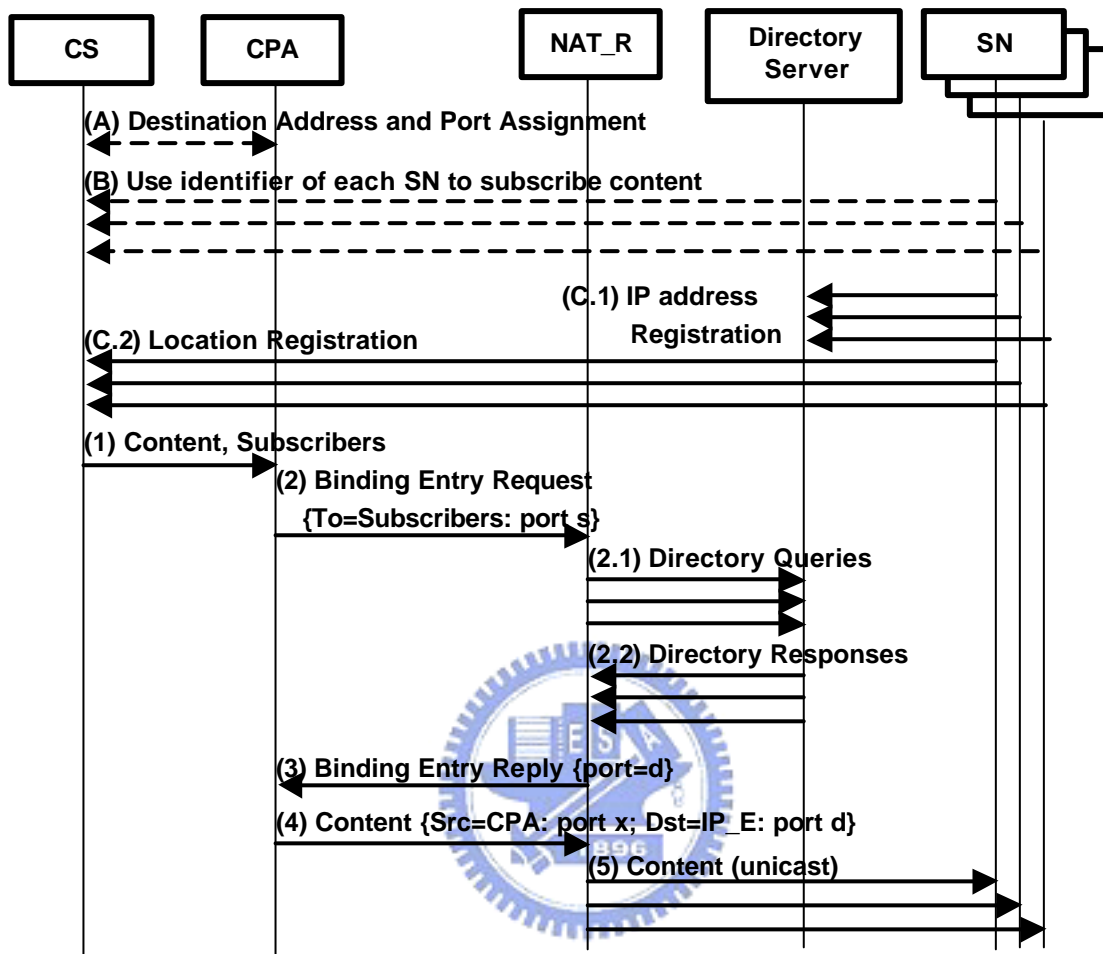 CS
CPA
NAT_R
Directory
Server
SN
(A) Destination Address and Port Assignment
(B) Use identifier of each SN to subscribe content
(C.1) IP address
Registration
(C.2) Location Registration
(1) Content, Subscribers
(2) Binding Entry Request
{To=Subscribers: port s}
(2.1) Directory Queries
(2.2) Directory Responses
ESA
(3) Binding Entry Reply {port=d}
(4) Content {Src=CPA: port x; Dst=IP_E: port d}
1896
(5) Content (unicast)